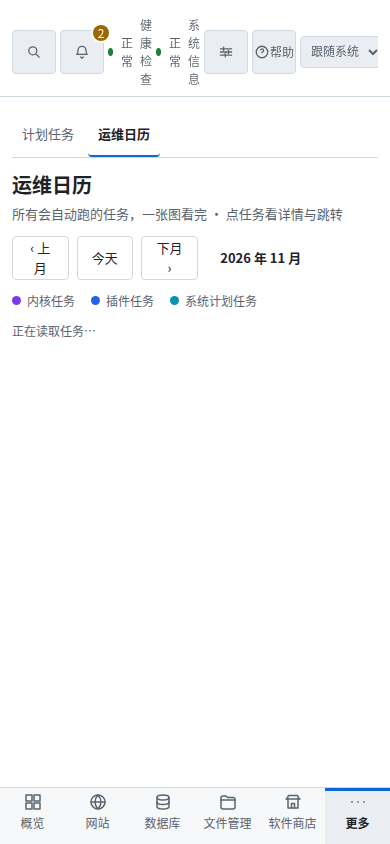 2
正常
健康检查
正常
系统信息
帮助
跟随系统
计划任务
运维日历
运维日历
所有会自动跑的任务，一张图看完 · 点任务看详情与跳转
‹ 上月
今天
下月 ›
2026 年 11 月
内核任务
插件任务
系统计划任务
正在读取任务…
概览
网站
数据库
文件管理
软件商店
更多